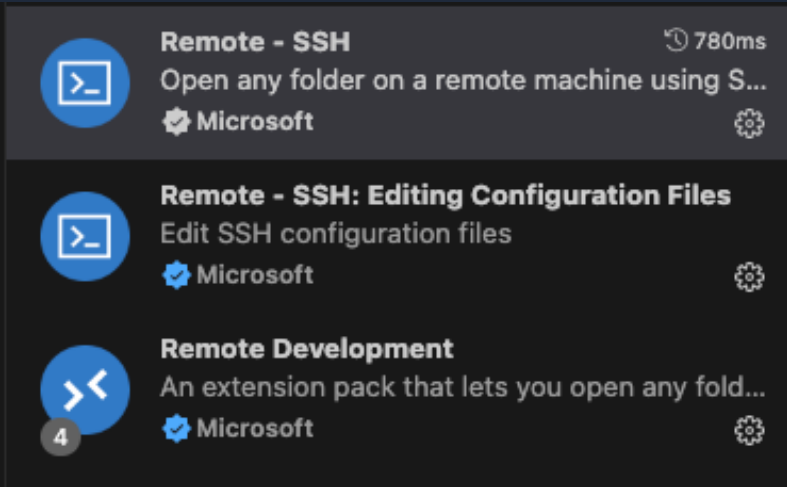 Remote - SSH 780ms
Open any folder on a remote machine using S...
Microsoft
Remote - SSH: Editing Configuration Files
Edit SSH configuration files
Microsoft
Remote Development
An extension pack that lets you open any fold...
4 Microsoft